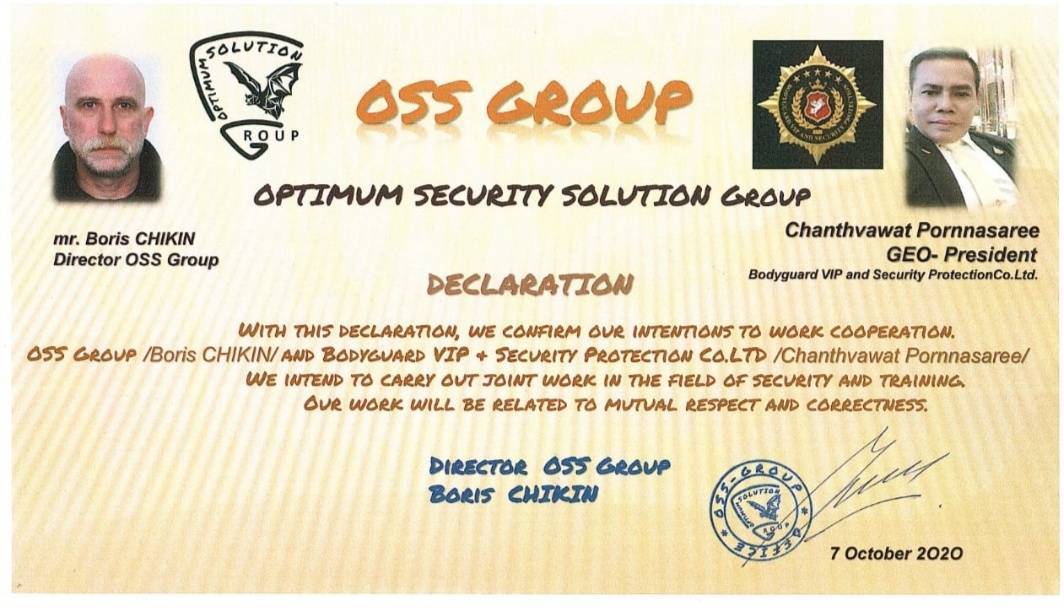 OPTIMUM SOLUTION GROUP
OSS GROUP
OPTIMUM SECURITY SOLUTION GROUP
mr. Boris CHIKIN
Director OSS Group
Chanthvawat Pornnasaree
GEO- President
Bodyguard VIP and Security ProtectionCo.Ltd.
DECLARATION
WITH THIS DECLARATION, WE CONFIRM OUR INTENTIONS TO WORK COOPERATION.
OSS GROUP /Boris CHIKIN/ AND BODYGUARD VIP + SECURITY PROTECTION CO.LTD /Chanthvawat Pornnasaree/
WE INTEND TO CARRY OUT JOINT WORK IN THE FIELD OF SECURITY AND TRAINING.
OUR WORK WILL BE RELATED TO MUTUAL RESPECT AND CORRECTNESS.
DIRECTOR OSS GROUP
BORIS CHIKIN
* OSS-GROUP * OFFICE
OPTIMUM SOLUTION GROUP
7 October 2O2O